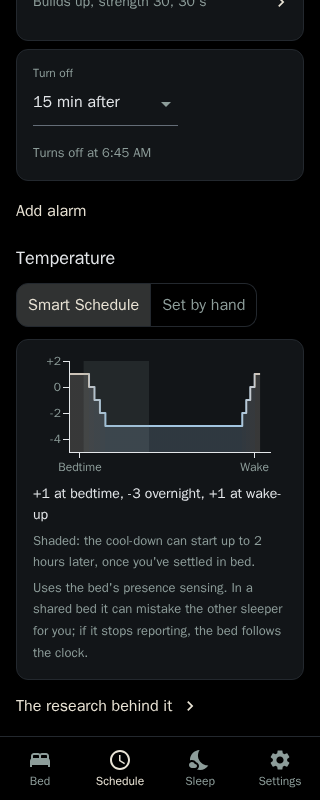 Builds up, strength 30, 30 s
Turn off
15 min after
Turns off at 6:45 AM
Add alarm
Temperature
Smart Schedule
Set by hand
+2
0
-2
-4
Bedtime
Wake
+1 at bedtime, -3 overnight, +1 at wake-
up
Shaded: the cool-down can start up to 2
hours later, once you've settled in bed.
Uses the bed's presence sensing. In a
shared bed it can mistake the other sleeper
for you; if it stops reporting, the bed follows
the clock.
The research behind it
Bed
Schedule
Sleep
Settings